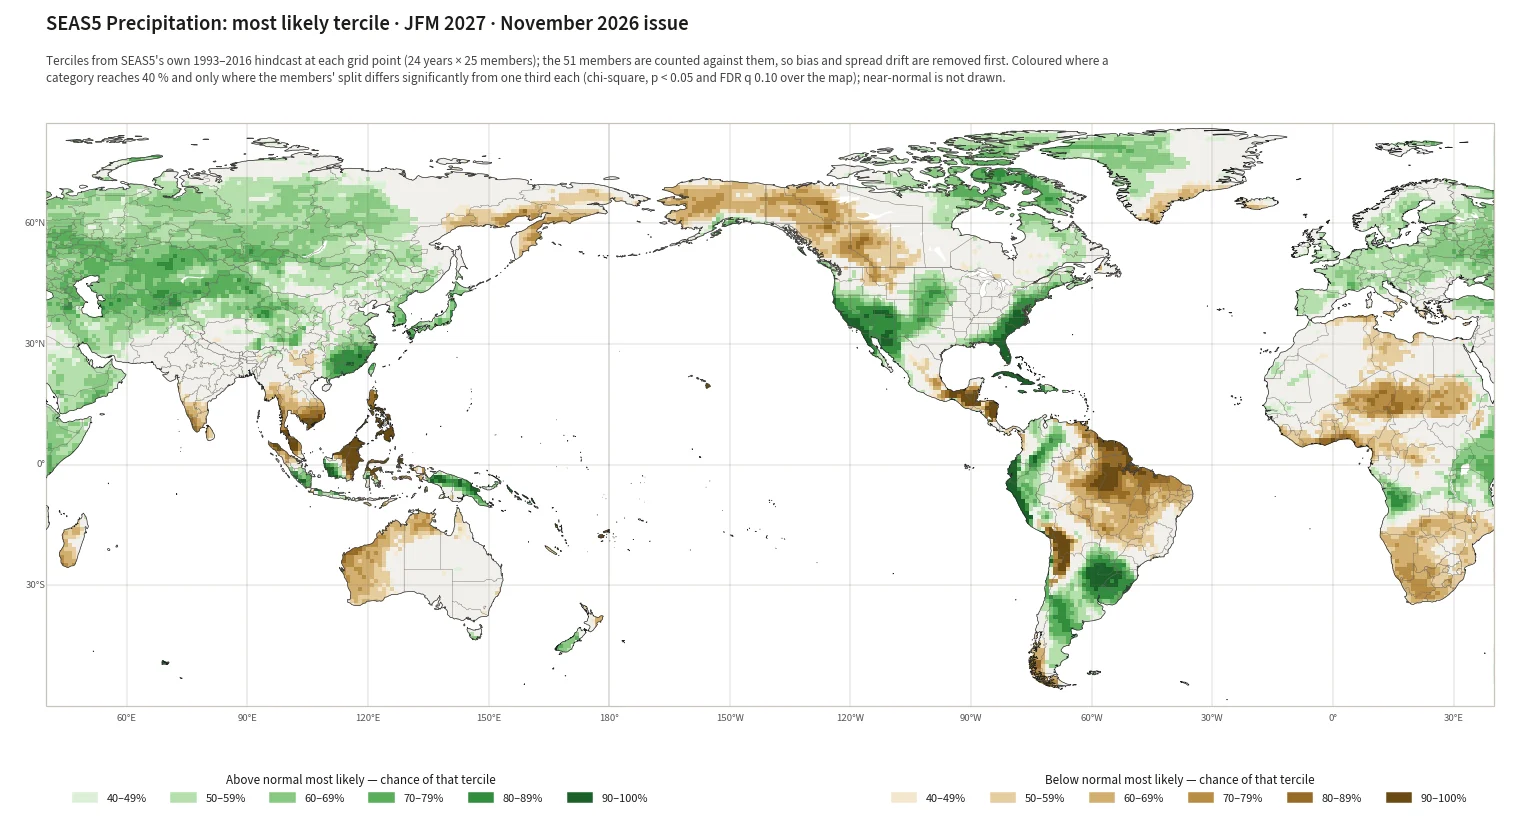 SEAS5 Precipitation: most likely tercile · JFM 2027 · November 2026 issue
Terciles from SEAS5's own 1993–2016 hindcast at each grid point (24 years × 25 members); the 51 members are counted against them, so bias and spread drift are removed first. Coloured where a
category reaches 40 % and only where the members' split differs significantly from one third each (chi-square, p < 0.05 and FDR q 0.10 over the map); near-normal is not drawn.
60°N
30°N
0°
30°S
60°E 90°E 120°E 150°E 180° 150°W 120°W 90°W 60°W 30°W 0° 30°E
Above normal most likely — chance of that tercile
40–49% 50–59% 60–69% 70–79% 80–89% 90–100%
Below normal most likely — chance of that tercile
40–49% 50–59% 60–69% 70–79% 80–89% 90–100%